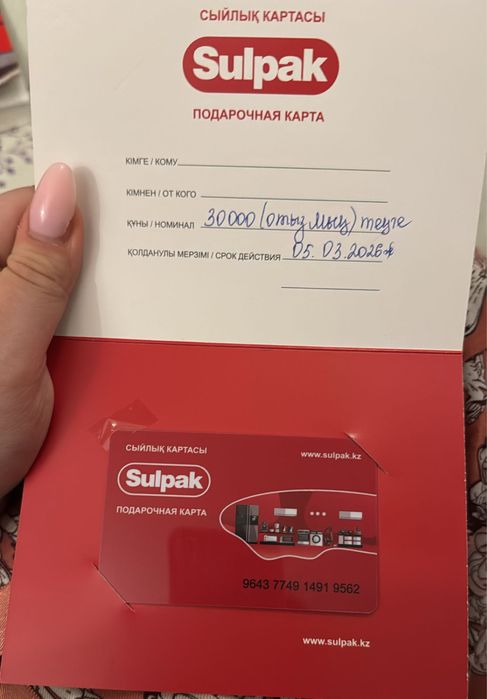 СЫЙЛЫҚ КАРТАСЫ
Sulpak
ПОДАРОЧНАЯ КАРТА
КІМГЕ / КОМУ
КІМНЕН / ОТ КОГО
ҚҰНЫ / НОМИНАЛ 30000 (отыз мың) теңге
ҚОЛДАНУЛЫ МЕРЗІМІ / СРОК ДЕЙСТВИЯ 05.03.2026ж
СЫЙЛЫҚ КАРТАСЫ
www.sulpak.kz
Sulpak
ПОДАРОЧНАЯ КАРТА
9643 7749 1491 9562
www.sulpak.kz